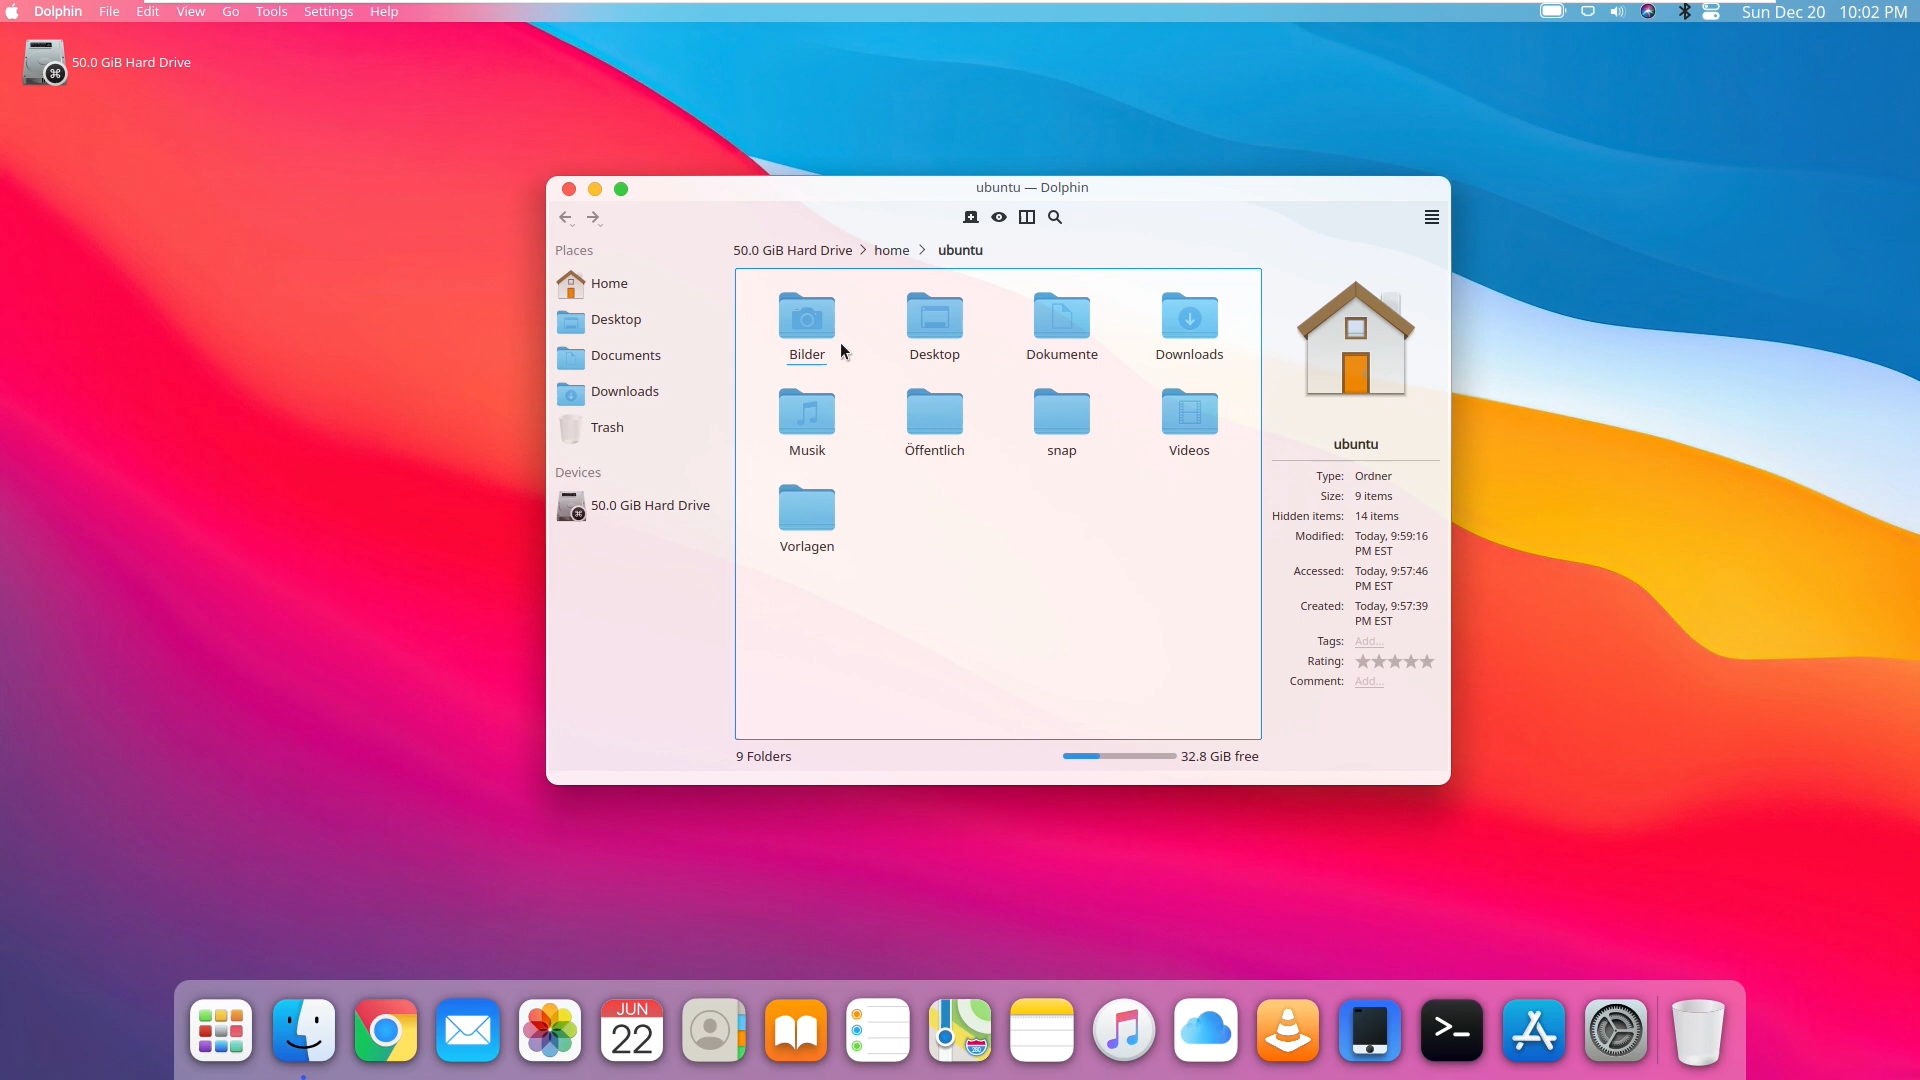 Dolphin File Edit View Go Tools Settings Help
Sun Dec 20 10:02 PM
50.0 GiB Hard Drive
ubuntu — Dolphin
Places
Home
Desktop
Documents
Downloads
Trash
Devices
50.0 GiB Hard Drive
50.0 GiB Hard Drive > home > ubuntu
Bilder Desktop Dokumente Downloads
Musik Öffentlich snap Videos
Vorlagen
9 Folders
32.8 GiB free
ubuntu
Type: Ordner
Size: 9 items
Hidden items: 14 items
Modified: Today, 9:59:16
PM EST
Accessed: Today, 9:57:46
PM EST
Created: Today, 9:57:39
PM EST
Tags: Add...
Rating:
Comment: Add...
JUN
22
280